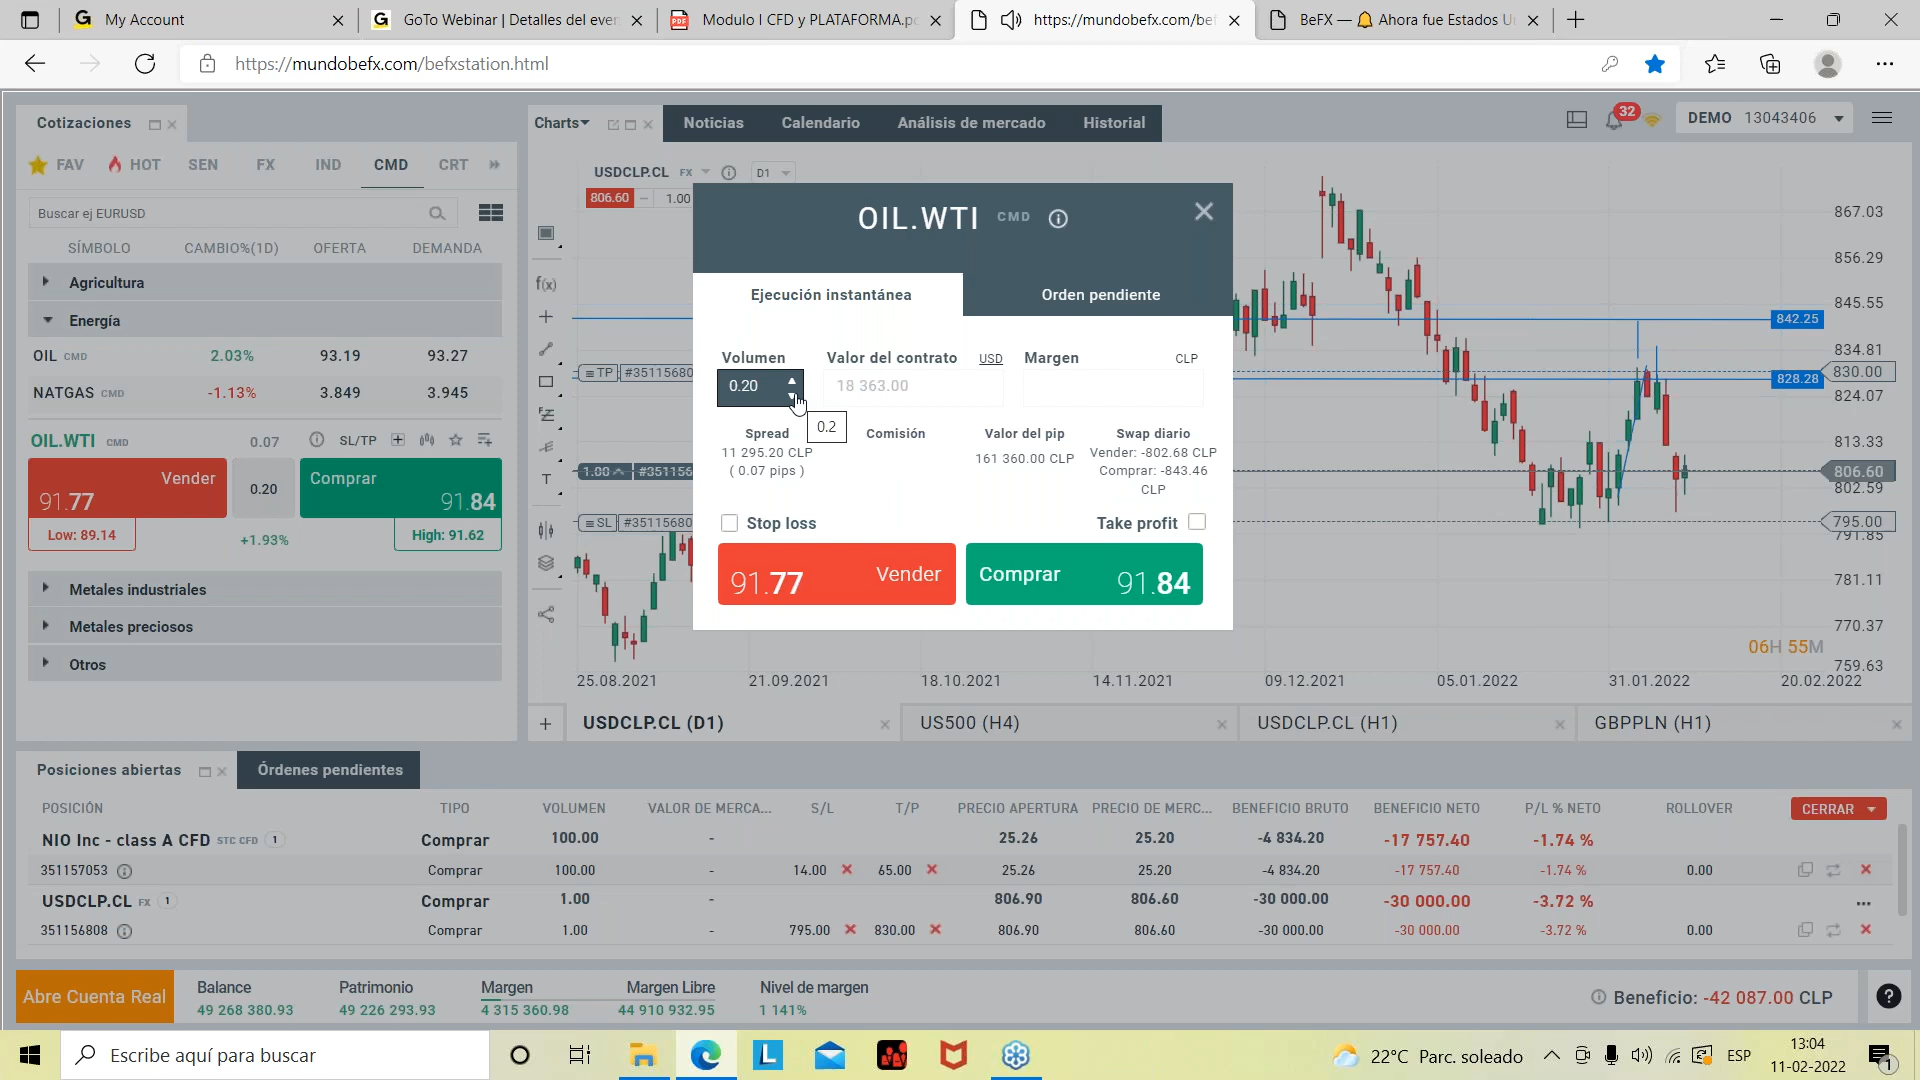 My Account
GoTo Webinar | Detalles del even
Modulo I CFD y PLATAFORMA.pd
https://mundobefx.com/bef
BeFX — 🔔 Ahora fue Estados Un
https://mundobefx.com/befxstation.html
Cotizaciones
Charts
Noticias
Calendario
Análisis de mercado
Historial
32
DEMO 13043406
FAV HOT SEN FX IND CMD CRT »
Buscar ej EURUSD
SÍMBOLO CAMBIO%(1D) OFERTA DEMANDA
Agricultura
Energía
OIL CMD 2.03% 93.19 93.27
NATGAS CMD -1.13% 3.849 3.945
OIL.WTI CMD 0.07 SL/TP
Vender 91.77
0.20
Comprar 91.84
Low: 89.14
+1.93%
High: 91.62
Metales industriales
Metales preciosos
Otros
USDCLP.CL FX D1
806.60 1.00
f(x)
T
TP #3511568
1.00 #351156
SL #3511568
OIL.WTI CMD
Ejecución instantánea
Orden pendiente
Volumen Valor del contrato USD Margen CLP
0.20 18 363.00
0.2
Spread Comisión Valor del pip Swap diario
11 295.20 CLP 161 360.00 CLP Vender: -802.68 CLP
( 0.07 pips ) Comprar: -843.46
CLP
Stop loss Take profit
91.77 Vender
Comprar 91.84
867.03
856.29
845.55
842.25
834.81
830.00
828.28
824.07
813.33
806.60
802.59
795.00
791.85
781.11
770.37
06H 55M
759.63
25.08.2021 21.09.2021 18.10.2021 14.11.2021 09.12.2021 05.01.2022 31.01.2022 20.02.2022
+ USDCLP.CL (D1) US500 (H4) USDCLP.CL (H1) GBPPLN (H1)
Posiciones abiertas
Órdenes pendientes
POSICIÓN TIPO VOLUMEN VALOR DE MERCA... S/L T/P PRECIO APERTURA PRECIO DE MERC... BENEFICIO BRUTO BENEFICIO NETO P/L % NETO ROLLOVER CERRAR
NIO Inc - class A CFD STC CFD 1 Comprar 100.00 - 25.26 25.20 -4 834.20 -17 757.40 -1.74 %
351157053 Comprar 100.00 - 14.00 65.00 25.26 25.20 -4 834.20 -17 757.40 -1.74 % 0.00
USDCLP.CL FX 1 Comprar 1.00 - 806.90 806.60 -30 000.00 -30 000.00 -3.72 % ...
351156808 Comprar 1.00 - 795.00 830.00 806.90 806.60 -30 000.00 -30 000.00 -3.72 % 0.00
Abre Cuenta Real
Balance Patrimonio Margen Margen Libre Nivel de margen
49 268 380.93 49 226 293.93 4 315 360.98 44 910 932.95 1 141%
Beneficio: -42 087.00 CLP
Escribe aquí para buscar
22°C Parc. soleado
ESP
13:04
11-02-2022
1